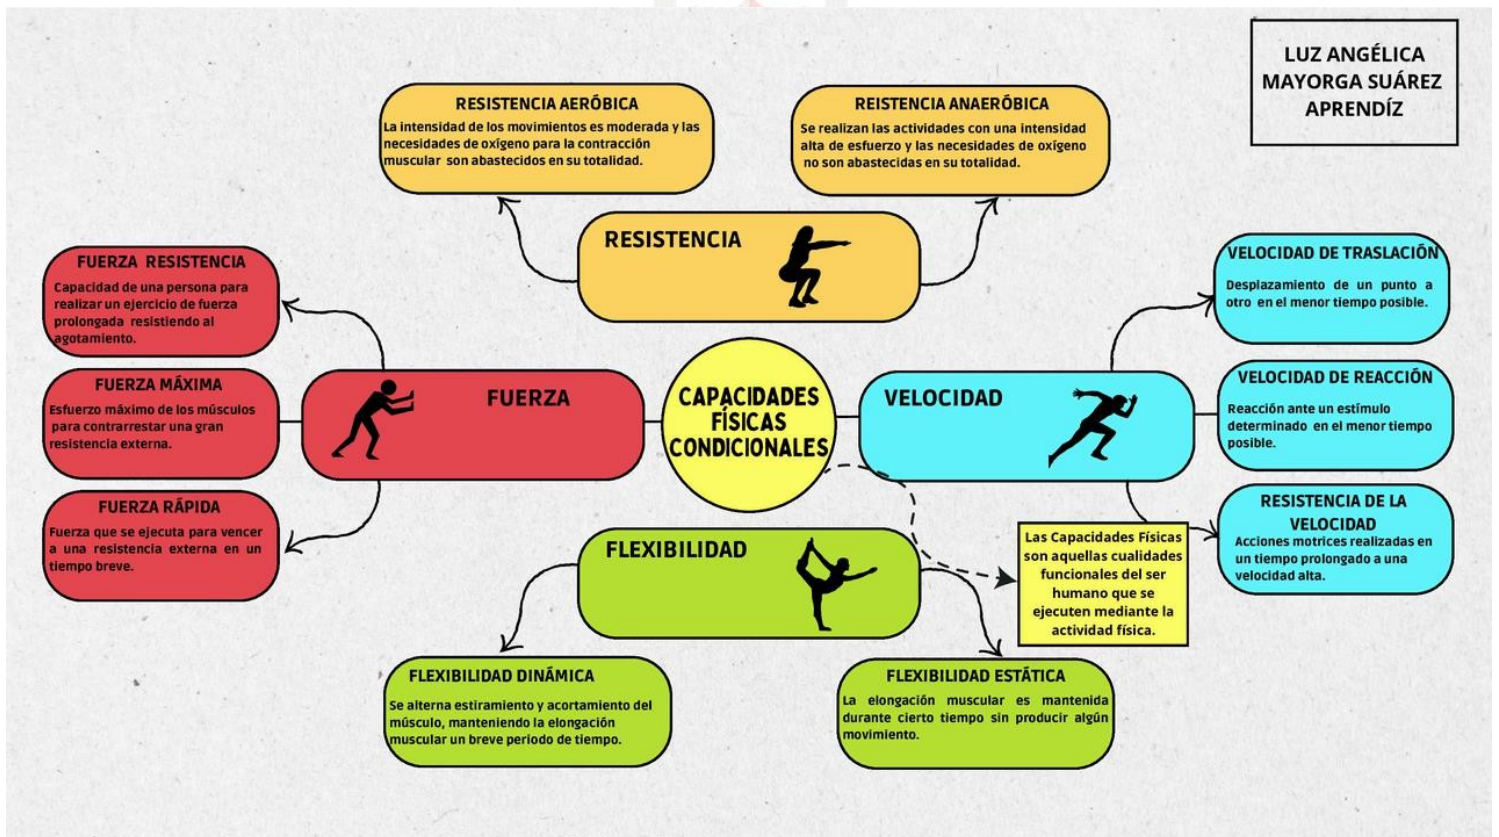 LUZ ANGÉLICA
MAYORGA SUÁREZ
APRENDÍZ
RESISTENCIA AERÓBICA
La intensidad de los movimientos es moderada y las
necesidades de oxígeno para la contracción
muscular son abastecidos en su totalidad.
REISTENCIA ANAERÓBICA
Se realizan las actividades con una intensidad
alta de esfuerzo y las necesidades de oxígeno
no son abastecidas en su totalidad.
RESISTENCIA
FUERZA RESISTENCIA
Capacidad de una persona para
realizar un ejercicio de fuerza
prolongada resistiendo al
agotamiento.
FUERZA MÁXIMA
Esfuerzo máximo de los músculos
para contrarrestar una gran
resistencia externa.
FUERZA RÁPIDA
Fuerza que se ejecuta para vencer
a una resistencia externa en un
tiempo breve.
FUERZA
CAPACIDADES
FÍSICAS
CONDICIONALES
VELOCIDAD
VELOCIDAD DE TRASLACIÓN
Desplazamiento de un punto a
otro en el menor tiempo posible.
VELOCIDAD DE REACCIÓN
Reacción ante un estímulo
determinado en el menor tiempo
posible.
RESISTENCIA DE LA
VELOCIDAD
Acciones motrices realizadas en
un tiempo prolongado a una
velocidad alta.
Las Capacidades Físicas
son aquellas cualidades
funcionales del ser
humano que se
ejecuten mediante la
actividad física.
FLEXIBILIDAD
FLEXIBILIDAD DINÁMICA
Se alterna estiramiento y acortamiento del
músculo, manteniendo la elongación
muscular un breve periodo de tiempo.
FLEXIBILIDAD ESTÁTICA
La elongación muscular es mantenida
durante cierto tiempo sin producir algún
movimiento.